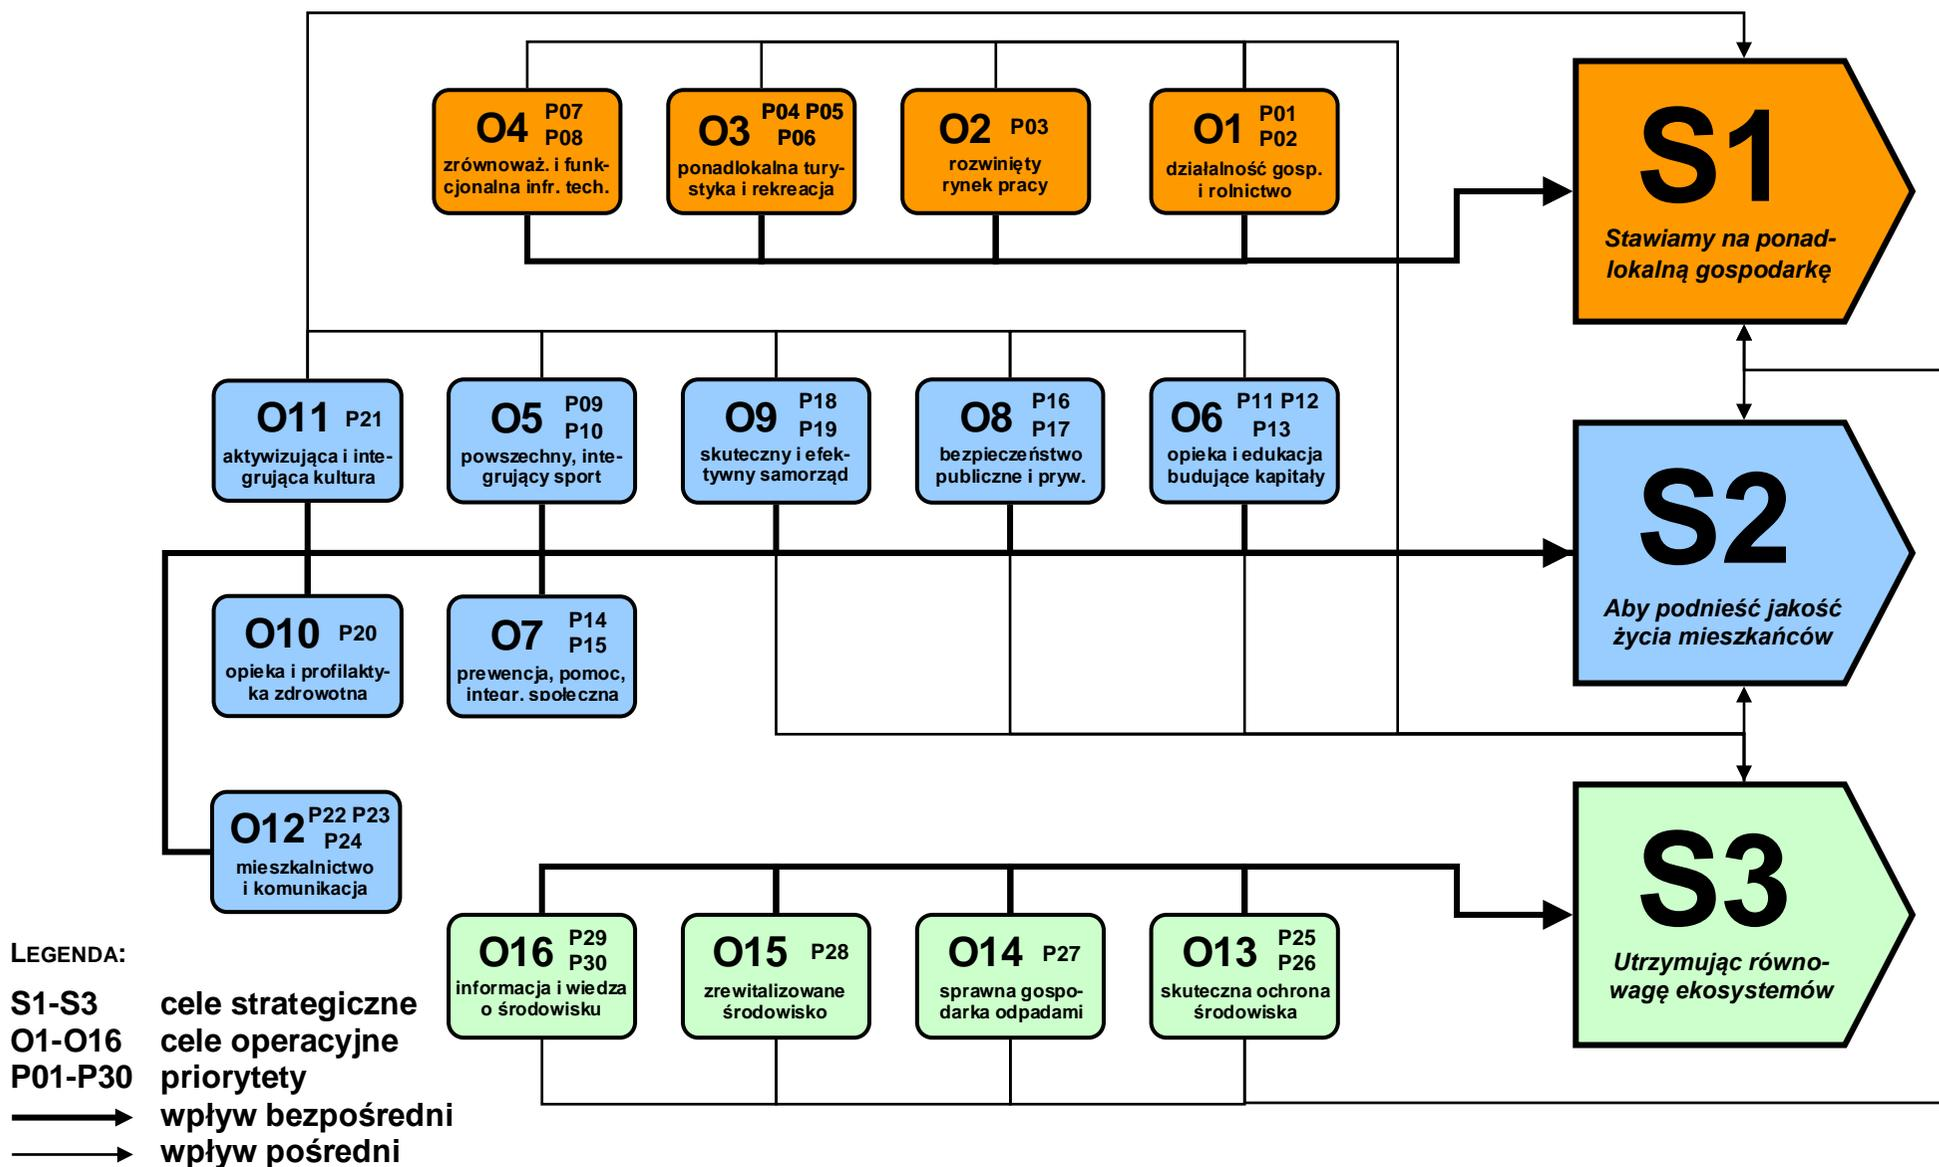 O4 P07
P08
zrównoważ. i funk-
cjonalna infr. tech.
O3 P04 P05
P06
ponadlokalna tury-
styka i rekreacja
O2 P03
rozwinięty
rynek pracy
O1 P01
P02
działalność gosp.
i rolnictwo
S1
Stawiamy na ponad-
lokalną gospodarkę
O11 P21
aktywizująca i inte-
grująca kultura
O5 P09
P10
powszechny, inte-
grujący sport
O9 P18
P19
skuteczny i efek-
tywny samorząd
O8 P16
P17
bezpieczeństwo
publiczne i pryw.
O6 P11 P12
P13
opieka i edukacja
budujące kapitały
S2
Aby podnieść jakość
życia mieszkańców
O10 P20
opieka i profilakty-
ka zdrowotna
O7 P14
P15
prewencja, pomoc,
integr. społeczna
O12 P22 P23
P24
mieszkalnictwo
i komunikacja
O16 P29
P30
informacja i wiedza
o środowisku
O15 P28
zrewitalizowane
środowisko
O14 P27
sprawna gospo-
darka odpadami
O13 P25
P26
skuteczna ochrona
środowiska
S3
Utrzymując równo-
wagę ekosystemów
LEGENDA:
S1-S3 cele strategiczne
O1-O16 cele operacyjne
P01-P30 priorytety
wpływ bezpośredni
wpływ pośredni